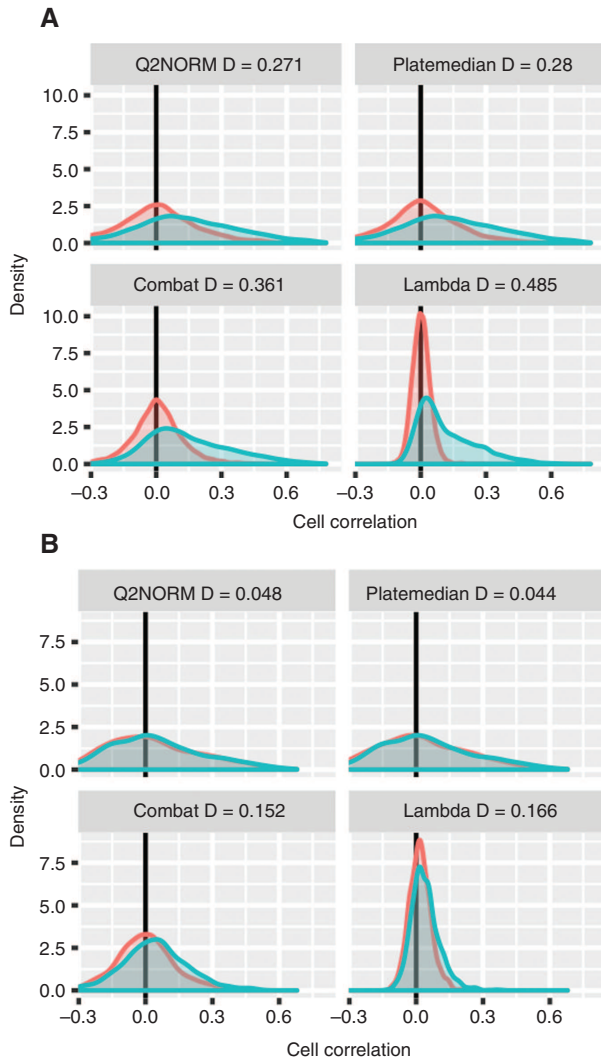 A
Q2NORM D = 0.271
Platemedian D = 0.28
10.0
7.5
5.0
2.5
0.0
Combat D = 0.361
Lambda D = 0.485
10.0
7.5
5.0
2.5
0.0
Density
−0.3 0.0 0.3 0.6
−0.3 0.0 0.3 0.6
Cell correlation
B
Q2NORM D = 0.048
Platemedian D = 0.044
7.5
5.0
2.5
0.0
Combat D = 0.152
Lambda D = 0.166
7.5
5.0
2.5
0.0
Density
−0.3 0.0 0.3 0.6
−0.3 0.0 0.3 0.6
Cell correlation